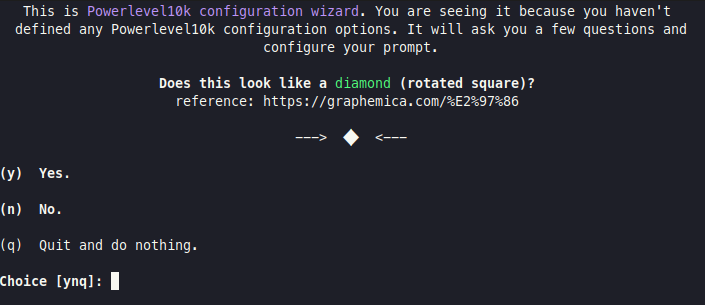 This is Powerlevel10k configuration wizard. You are seeing it because you haven't
defined any Powerlevel10k configuration options. It will ask you a few questions and
configure your prompt.
Does this look like a diamond (rotated square)?
reference: https://graphemica.com/%E2%97%86
---> ◆ <---
(y) Yes.
(n) No.
(q) Quit and do nothing.
Choice [ynq]: